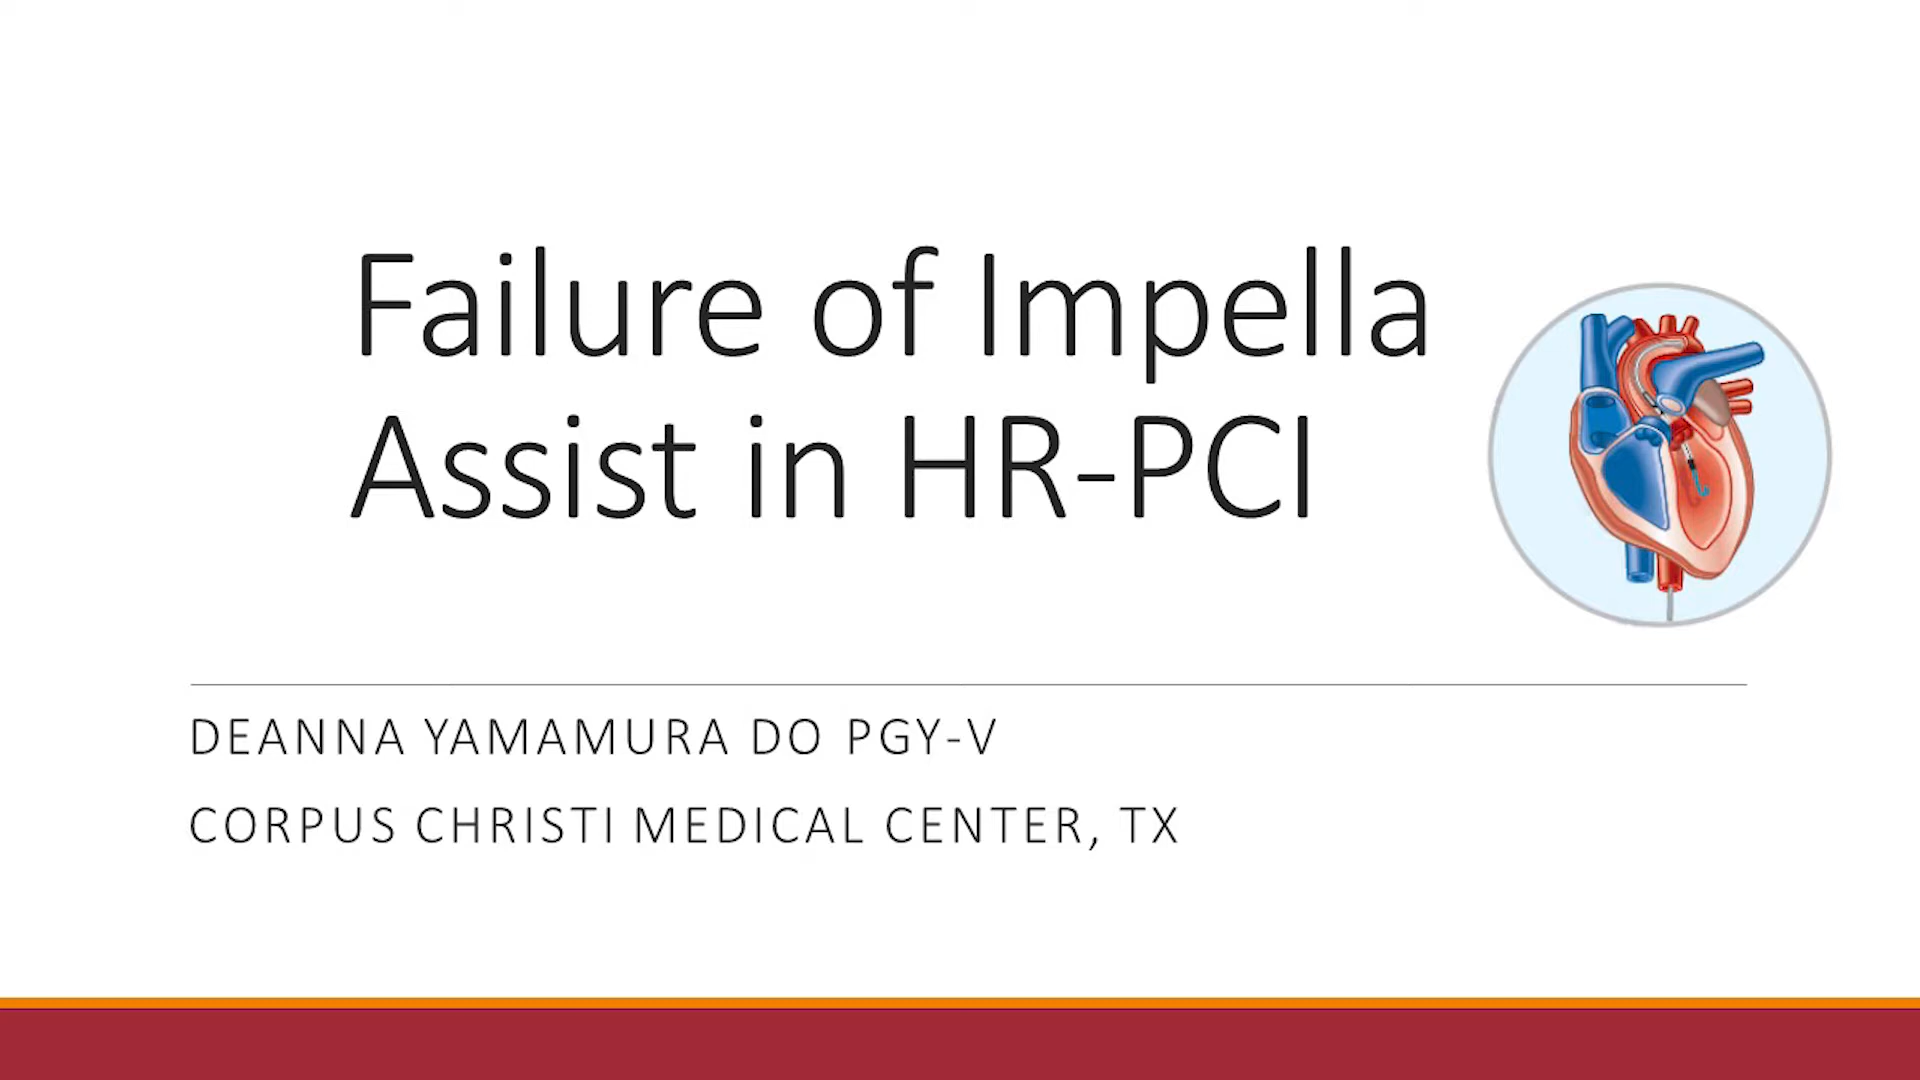 Failure of Impella
Assist in HR-PCI
DEANNA YAMAMURA DO PGY-V
CORPUS CHRISTI MEDICAL CENTER, TX